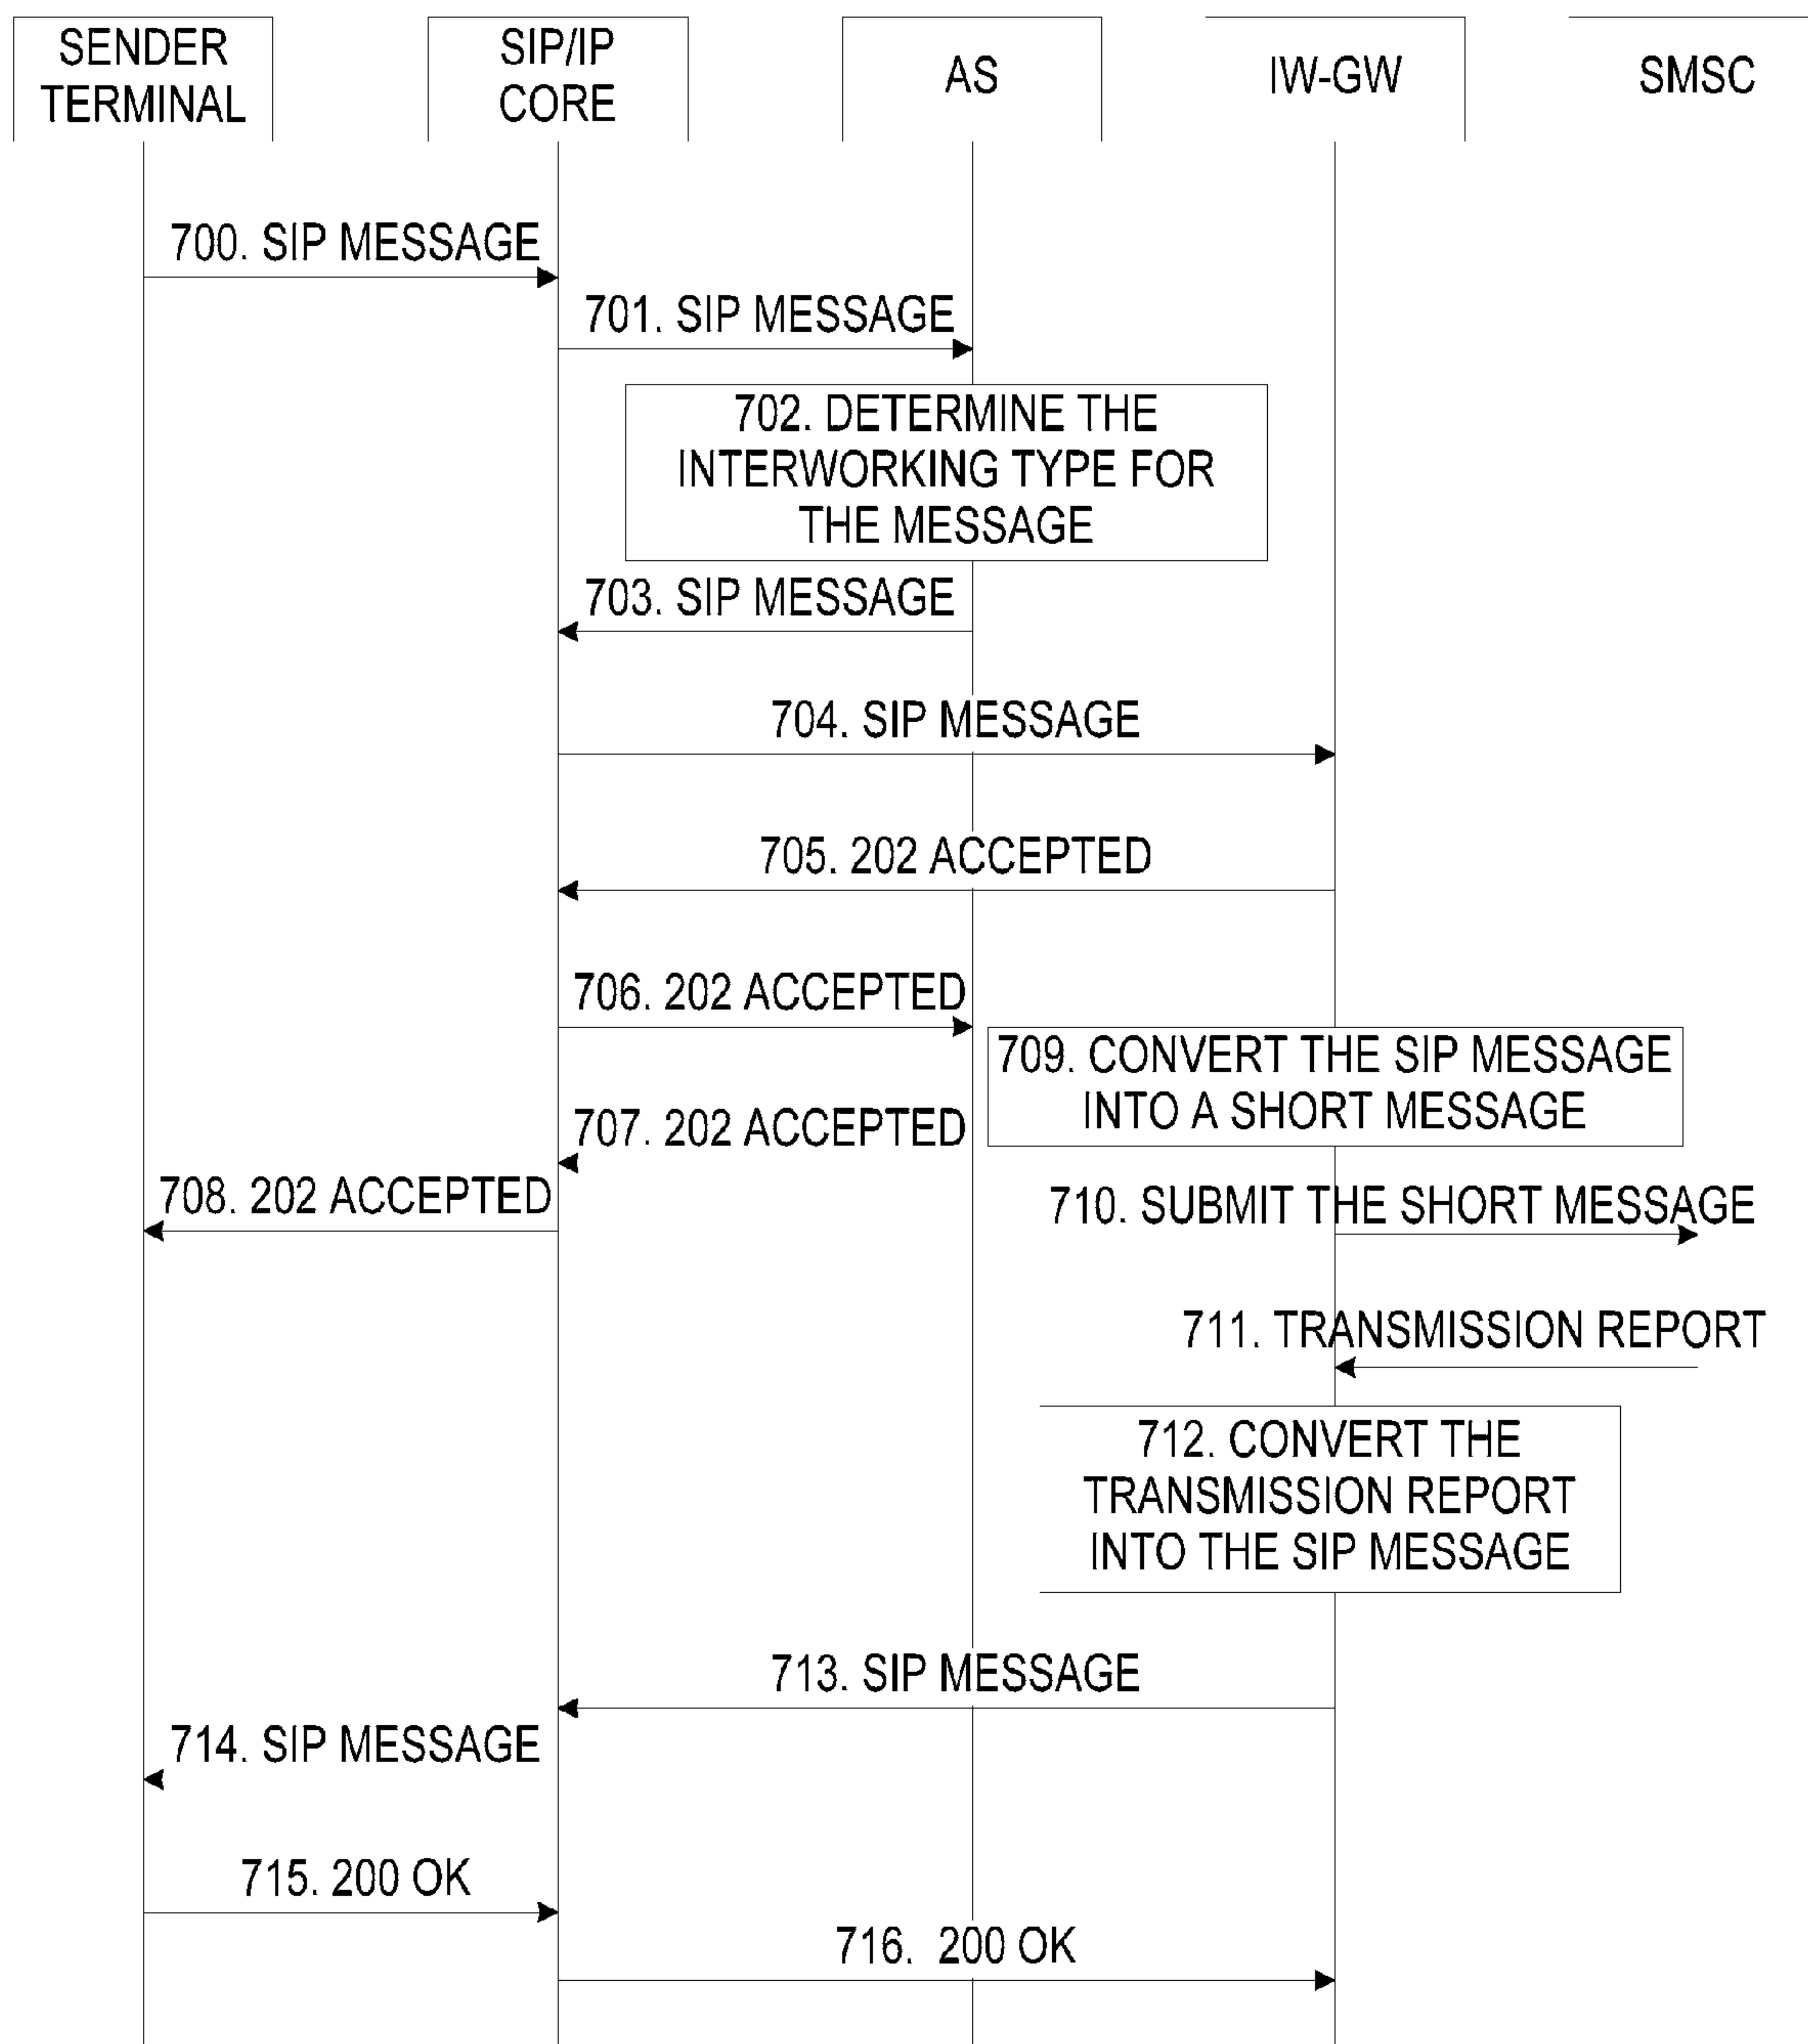 SENDER
TERMINAL
SIP/IP
CORE
AS
IW-GW
SMSC
700. SIP MESSAGE
701. SIP MESSAGE
702. DETERMINE THE
INTERWORKING TYPE FOR
THE MESSAGE
703. SIP MESSAGE
704. SIP MESSAGE
705. 202 ACCEPTED
706. 202 ACCEPTED
709. CONVERT THE SIP MESSAGE
INTO A SHORT MESSAGE
707. 202 ACCEPTED
708. 202 ACCEPTED
710. SUBMIT THE SHORT MESSAGE
711. TRANSMISSION REPORT
712. CONVERT THE
TRANSMISSION REPORT
INTO THE SIP MESSAGE
713. SIP MESSAGE
714. SIP MESSAGE
715. 200 OK
716. 200 OK